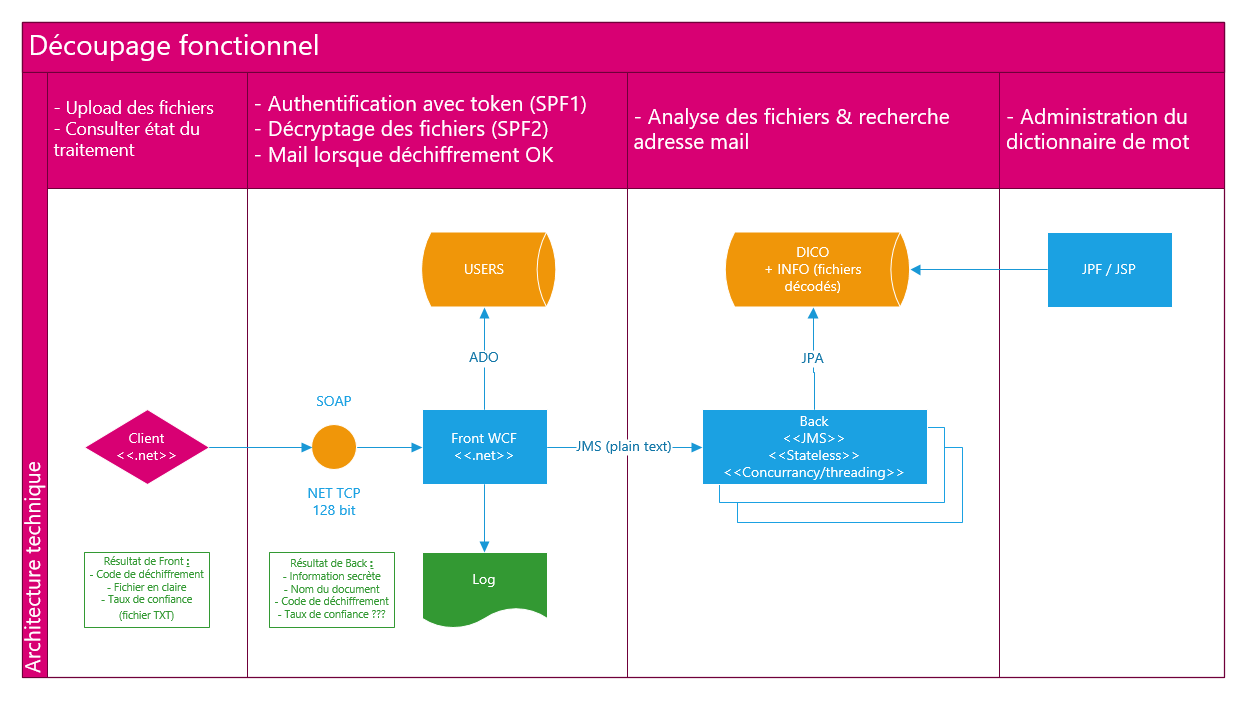 Découpage fonctionnel
- Upload des fichiers
- Consulter état du
traitement
- Authentification avec token (SPF1)
- Décryptage des fichiers (SPF2)
- Mail lorsque déchiffrement OK
- Analyse des fichiers & recherche
adresse mail
- Administration du
dictionnaire de mot
Architecture technique
USERS
DICO
+ INFO (fichiers
décodés)
JPF / JSP
ADO
JPA
SOAP
Client
<<.net>>
Front WCF
<<.net>>
JMS (plain text)
Back
<<JMS>>
<<Stateless>>
<<Concurrancy/threading>>
NET TCP
128 bit
Résultat de Front :
- Code de déchiffrement
- Fichier en claire
- Taux de confiance
(fichier TXT)
Résultat de Back :
- Information secrète
- Nom du document
- Code de déchiffrement
- Taux de confiance ???
Log